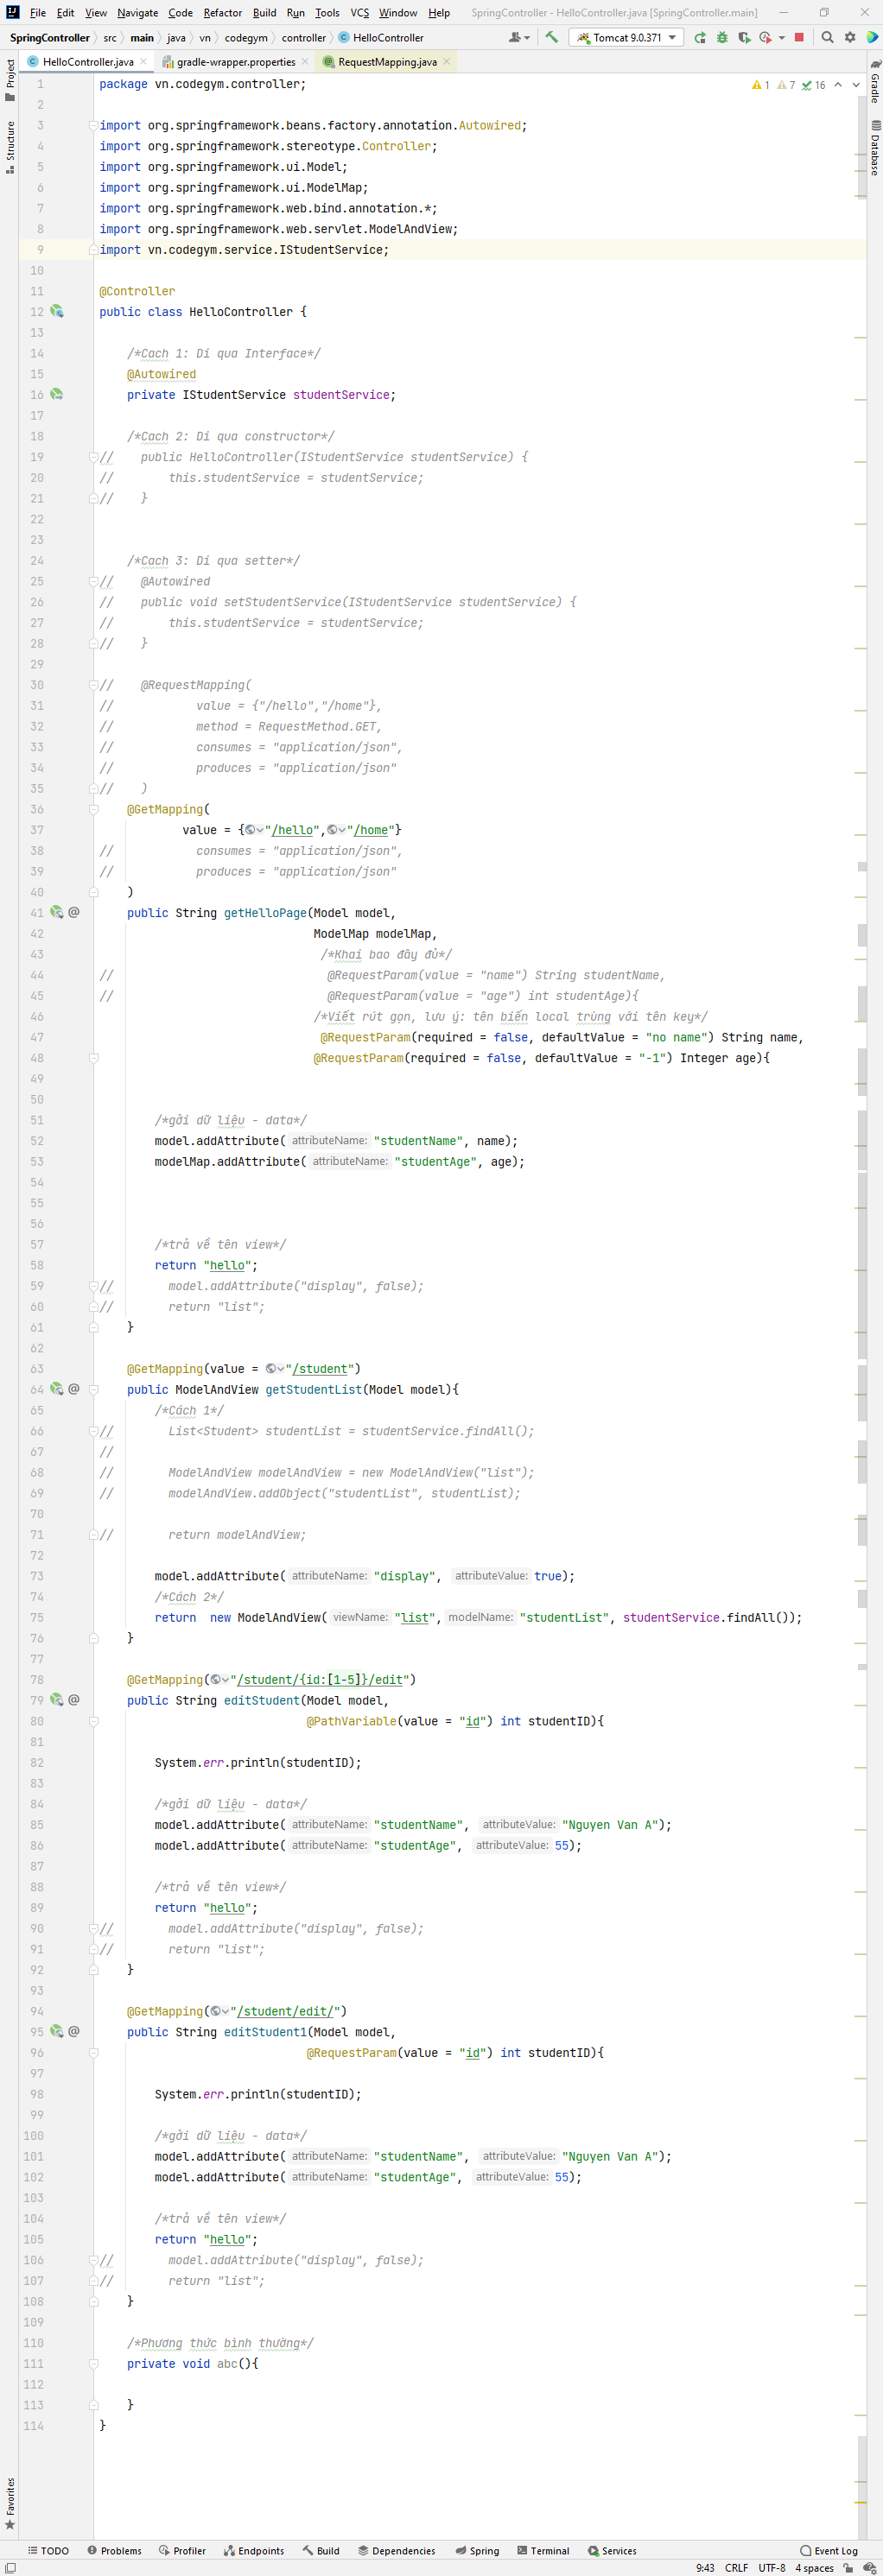 File Edit View Navigate Code Refactor Build Run Tools VCS Window Help SpringController - HelloController.java [SpringController.main]
SpringController src main java vn codegym controller HelloController Tomcat 9.0.371
HelloController.java gradle-wrapper.properties RequestMapping.java
Project
Structure
Favorites
Gradle
Database
1 7 16
1 package vn.codegym.controller;
2
3 import org.springframework.beans.factory.annotation.Autowired;
4 import org.springframework.stereotype.Controller;
5 import org.springframework.ui.Model;
6 import org.springframework.ui.ModelMap;
7 import org.springframework.web.bind.annotation.*;
8 import org.springframework.web.servlet.ModelAndView;
9 import vn.codegym.service.IStudentService;
10
11 @Controller
12 public class HelloController {
13
14 /*Cach 1: Di qua Interface*/
15 @Autowired
16 private IStudentService studentService;
17
18 /*Cach 2: Di qua constructor*/
19 // public HelloController(IStudentService studentService) {
20 // this.studentService = studentService;
21 // }
22
23
24 /*Cach 3: Di qua setter*/
25 // @Autowired
26 // public void setStudentService(IStudentService studentService) {
27 // this.studentService = studentService;
28 // }
29
30 // @RequestMapping(
31 // value = {"/hello","/home"},
32 // method = RequestMethod.GET,
33 // consumes = "application/json",
34 // produces = "application/json"
35 // )
36 @GetMapping(
37 value = {"/hello","/home"}
38 // consumes = "application/json",
39 // produces = "application/json"
40 )
41 public String getHelloPage(Model model,
42 ModelMap modelMap,
43 /*Khai bao đầy đủ*/
44 // @RequestParam(value = "name") String studentName,
45 // @RequestParam(value = "age") int studentAge){
46 /*Viết rút gọn, lưu ý: tên biến local trùng với tên key*/
47 @RequestParam(required = false, defaultValue = "no name") String name,
48 @RequestParam(required = false, defaultValue = "-1") Integer age){
49
50
51 /*gởi dữ liệu - data*/
52 model.addAttribute( attributeName: "studentName", name);
53 modelMap.addAttribute( attributeName: "studentAge", age);
54
55
56
57 /*trả về tên view*/
58 return "hello";
59 // model.addAttribute("display", false);
60 // return "list";
61 }
62
63 @GetMapping(value = "/student")
64 public ModelAndView getStudentList(Model model){
65 /*Cách 1*/
66 // List<Student> studentList = studentService.findAll();
67 //
68 // ModelAndView modelAndView = new ModelAndView("list");
69 // modelAndView.addObject("studentList", studentList);
70
71 // return modelAndView;
72
73 model.addAttribute( attributeName: "display", attributeValue: true);
74 /*Cách 2*/
75 return new ModelAndView( viewName: "list", modelName: "studentList", studentService.findAll());
76 }
77
78 @GetMapping("/student/{id:[1-5]}/edit")
79 public String editStudent(Model model,
80 @PathVariable(value = "id") int studentID){
81
82 System.err.println(studentID);
83
84 /*gởi dữ liệu - data*/
85 model.addAttribute( attributeName: "studentName", attributeValue: "Nguyen Van A");
86 model.addAttribute( attributeName: "studentAge", attributeValue: 55);
87
88 /*trả về tên view*/
89 return "hello";
90 // model.addAttribute("display", false);
91 // return "list";
92 }
93
94 @GetMapping("/student/edit/")
95 public String editStudent1(Model model,
96 @RequestParam(value = "id") int studentID){
97
98 System.err.println(studentID);
99
100 /*gởi dữ liệu - data*/
101 model.addAttribute( attributeName: "studentName", attributeValue: "Nguyen Van A");
102 model.addAttribute( attributeName: "studentAge", attributeValue: 55);
103
104 /*trả về tên view*/
105 return "hello";
106 // model.addAttribute("display", false);
107 // return "list";
108 }
109
110 /*Phương thức bình thường*/
111 private void abc(){
112
113 }
114 }
TODO Problems Profiler Endpoints Build Dependencies Spring Terminal Services Event Log
9:43 CRLF UTF-8 4 spaces